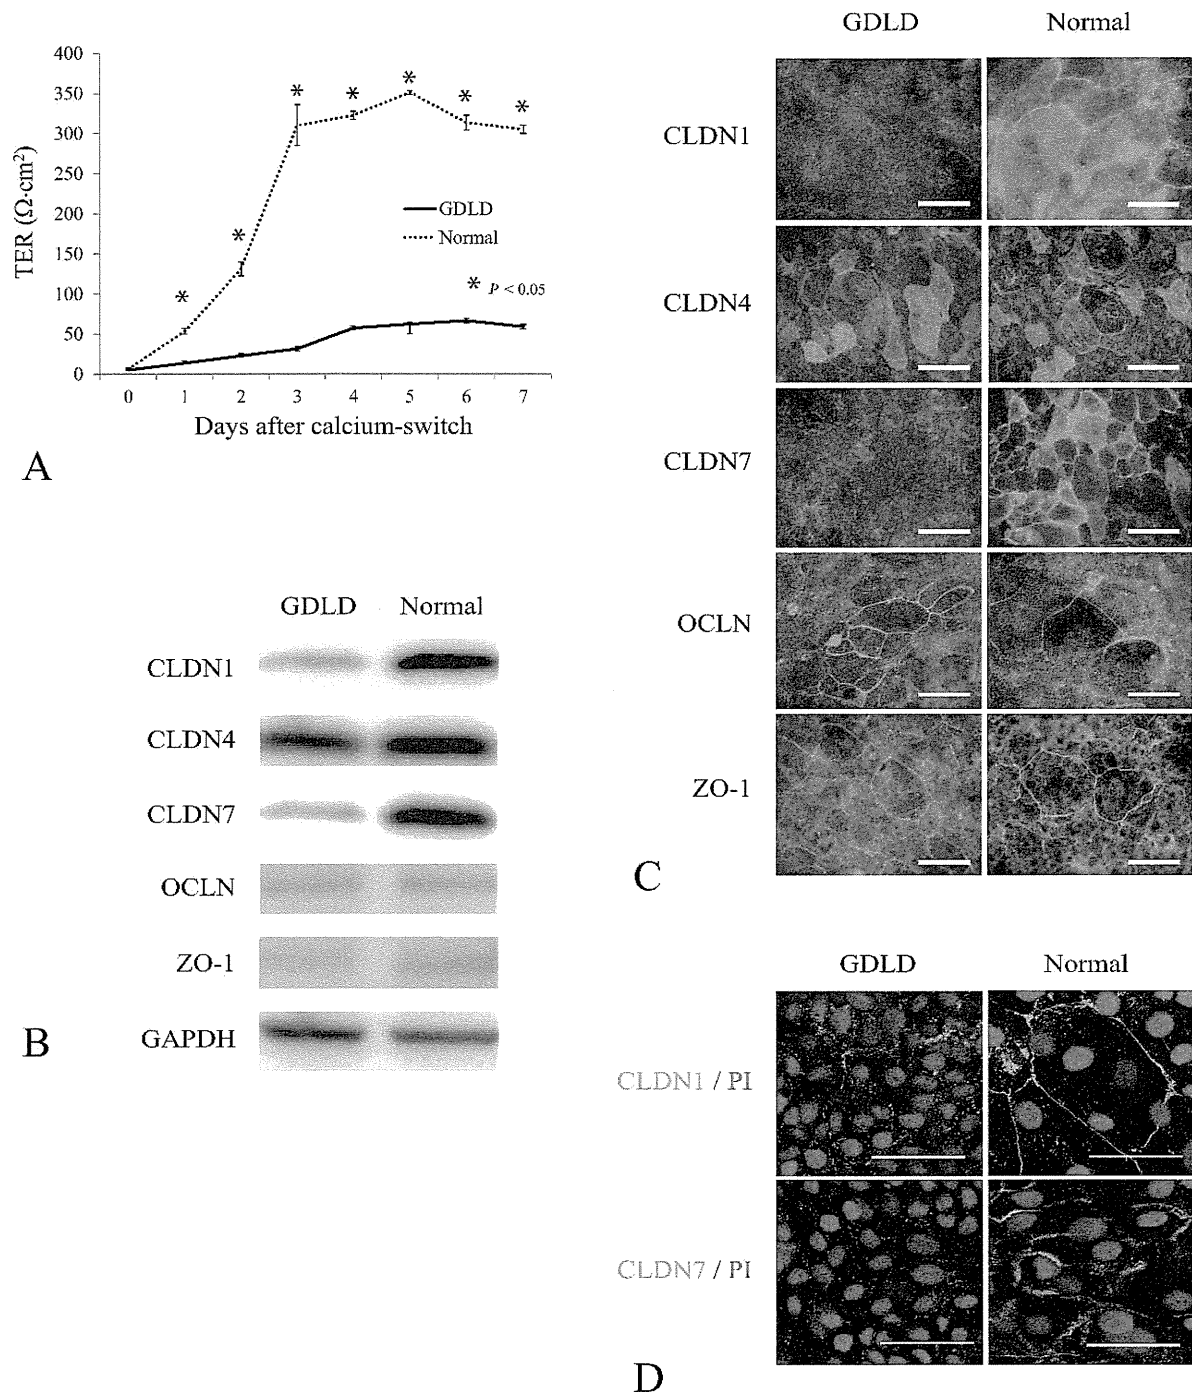 400
350
300
250
200
150
100
50
0
TER (Ω·cm²)
* * * * * * * *
GDLD
Normal
* P < 0.05
0 1 2 3 4 5 6 7
Days after calcium-switch
A
GDLD Normal
CLDN1
CLDN4
CLDN7
OCLN
ZO-1
GAPDH
B
GDLD Normal
CLDN1
CLDN4
CLDN7
OCLN
ZO-1
C
GDLD Normal
CLDN1 / PI
CLDN7 / PI
D